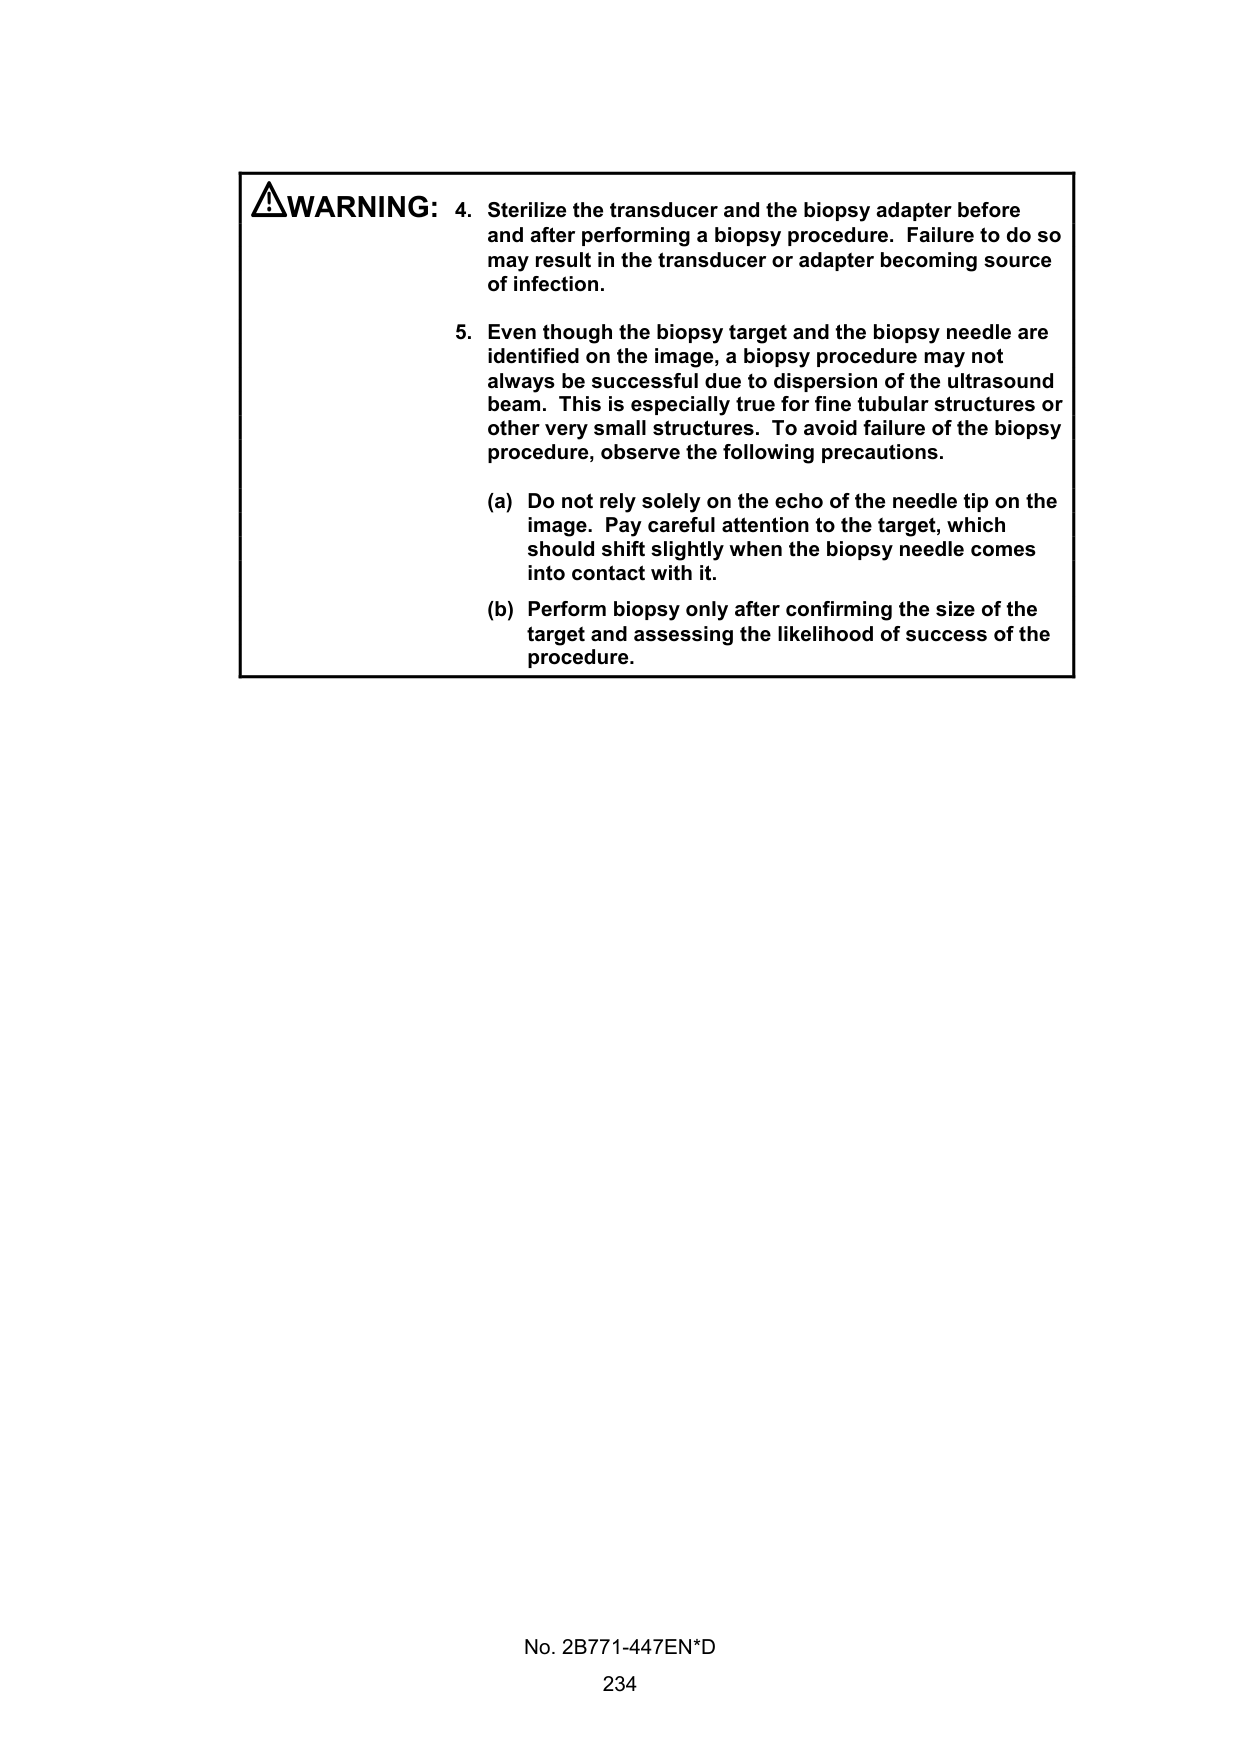 ⚠WARNING: 4. Sterilize the transducer and the biopsy adapter before
and after performing a biopsy procedure.  Failure to do so
may result in the transducer or adapter becoming source
of infection.
5. Even though the biopsy target and the biopsy needle are
identified on the image, a biopsy procedure may not
always be successful due to dispersion of the ultrasound
beam.  This is especially true for fine tubular structures or
other very small structures.  To avoid failure of the biopsy
procedure, observe the following precautions.
(a) Do not rely solely on the echo of the needle tip on the
image.  Pay careful attention to the target, which
should shift slightly when the biopsy needle comes
into contact with it.
(b) Perform biopsy only after confirming the size of the
target and assessing the likelihood of success of the
procedure.
No. 2B771-447EN*D
234